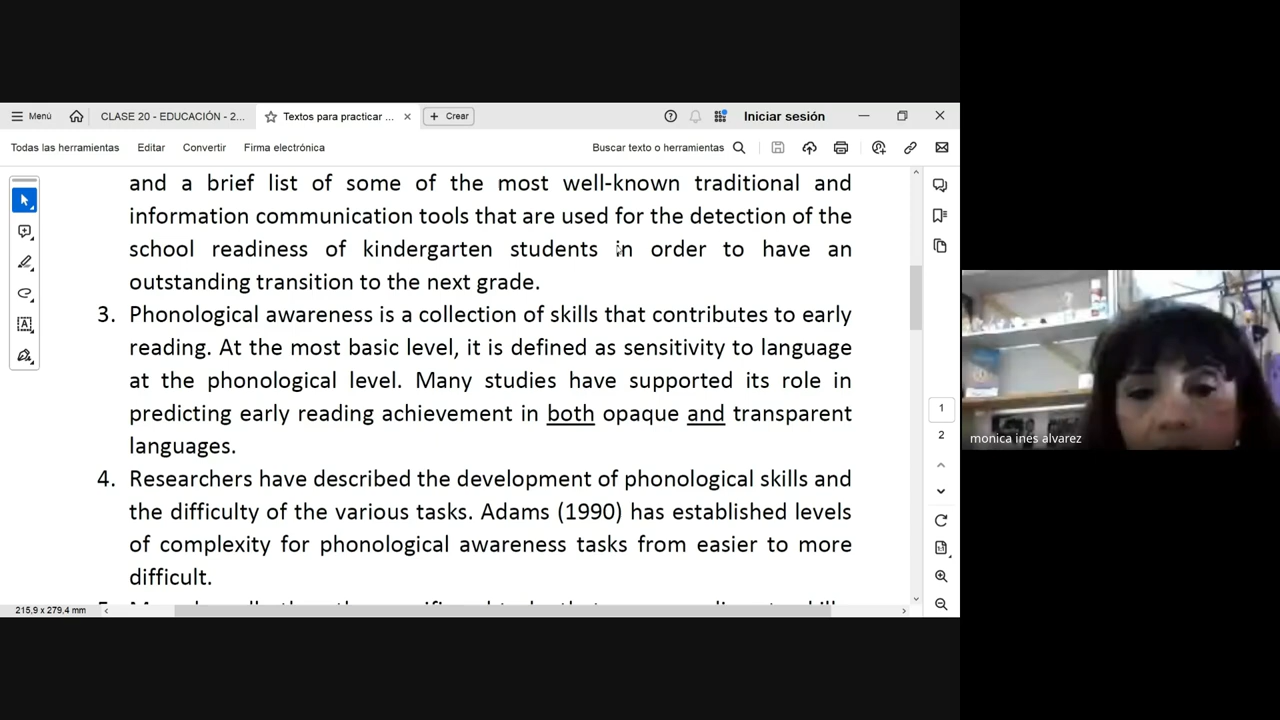 Menú
CLASE 20 - EDUCACIÓN - 2...
Textos para practicar ...
Crear
Iniciar sesión
Todas las herramientas
Editar
Convertir
Firma electrónica
Buscar texto o herramientas
and a brief list of some of the most well-known traditional and
information communication tools that are used for the detection of the
school readiness of kindergarten students in order to have an
outstanding transition to the next grade.
3. Phonological awareness is a collection of skills that contributes to early
reading. At the most basic level, it is defined as sensitivity to language
at the phonological level. Many studies have supported its role in
predicting early reading achievement in both opaque and transparent
languages.
4. Researchers have described the development of phonological skills and
the difficulty of the various tasks. Adams (1990) has established levels
of complexity for phonological awareness tasks from easier to more
difficult.
1
2
215,9 x 279,4 mm
monica ines alvarez